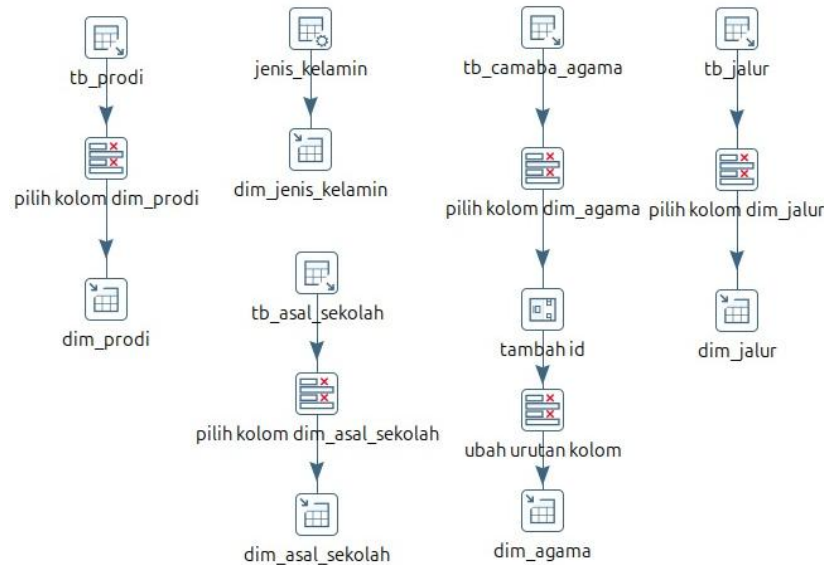 tb_prodi
pilih kolom dim_prodi
dim_prodi
jenis_kelamin
dim_jenis_kelamin
tb_asal_sekolah
pilih kolom dim_asal_sekolah
dim_asal_sekolah
tb_camaba_agama
pilih kolom dim_agama
tambah id
ubah urutan kolom
dim_agama
tb_jalur
pilih kolom dim_jalur
dim_jalur